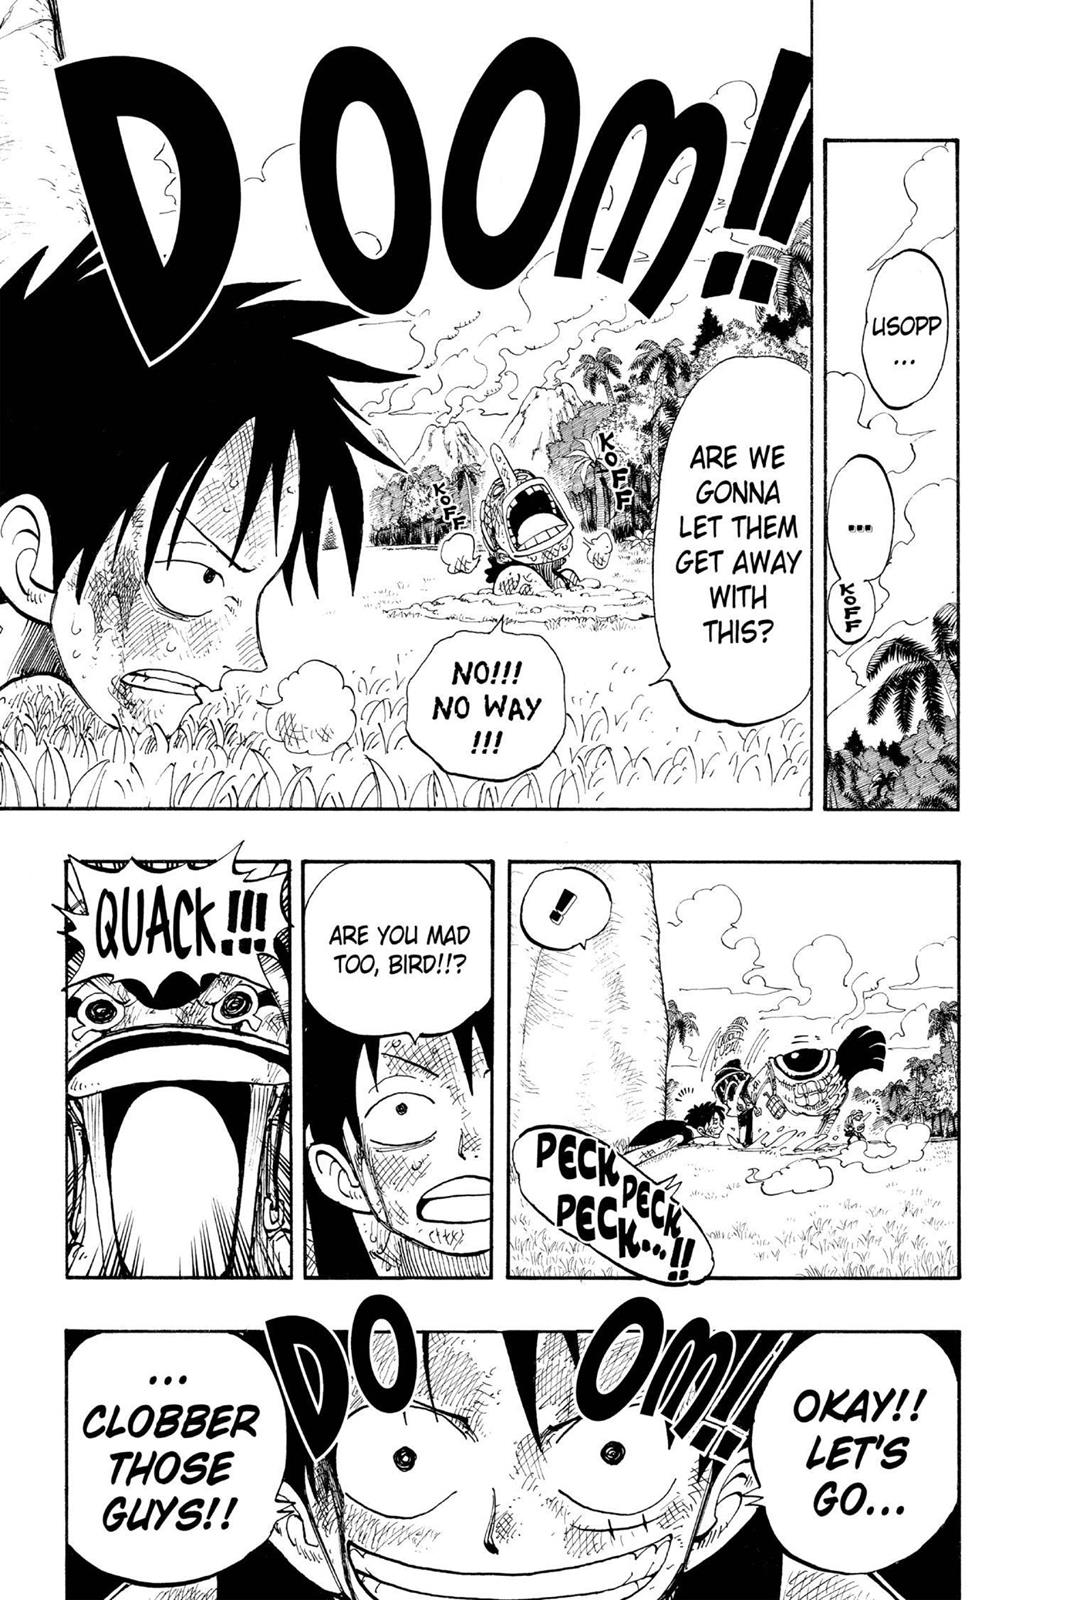 USOPP
...
...
KOFF
DOOM!!
ARE WE
GONNA
LET THEM
GET AWAY
WITH
THIS?
KOFF
KOFF
NO!!!
NO WAY
!!!
!
PECK
PECK
PECK
PECK...!!
ARE YOU MAD
TOO, BIRD!!?
QUACK!!!
OKAY!!
LET'S
GO...
DOOM!!!
...
CLOBBER
THOSE
GUYS!!